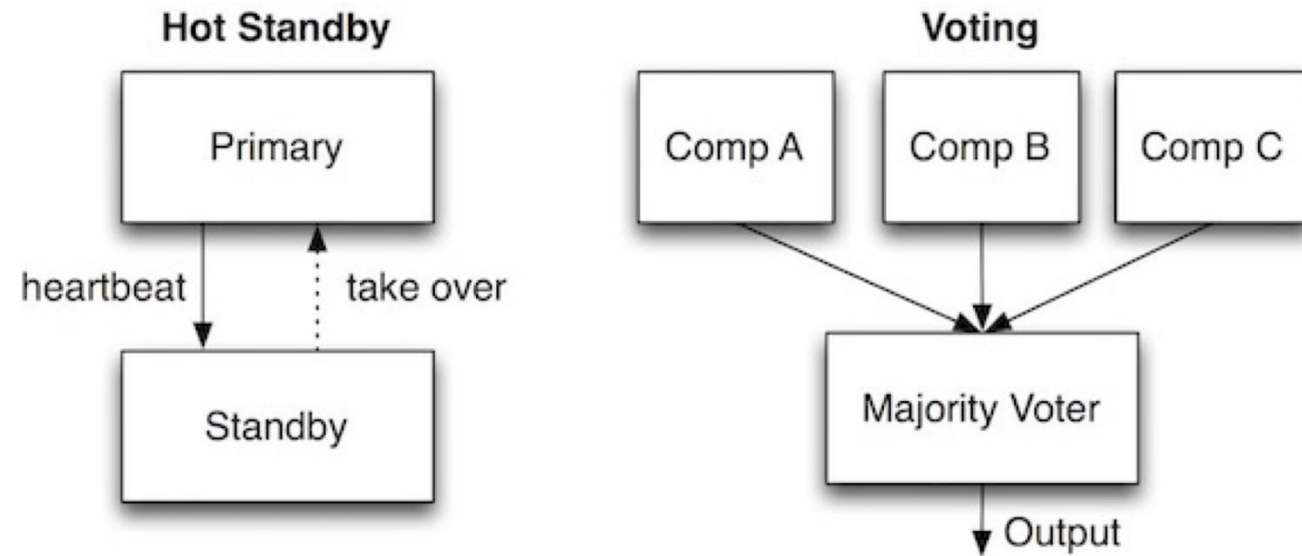 Hot Standby
Primary
heartbeat
take over
Standby
Voting
Comp A
Comp B
Comp C
Majority Voter
Output